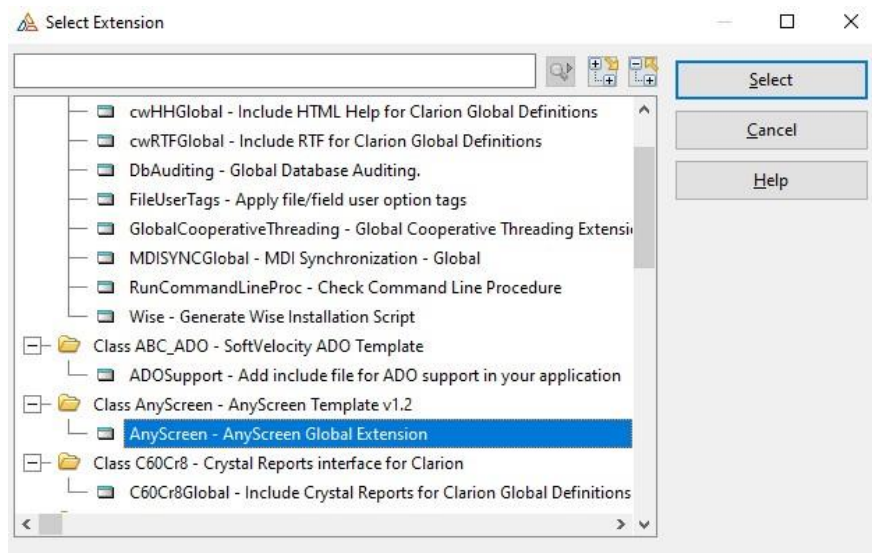 Select Extension
Select
cwHHGlobal - Include HTML Help for Clarion Global Definitions
cwRTFGlobal - Include RTF for Clarion Global Definitions
Cancel
DbAuditing - Global Database Auditing.
FileUserTags - Apply file/field user option tags
Help
GlobalCooperativeThreading - Global Cooperative Threading Extensi
MDISYNCGlobal - MDI Synchronization - Global
RunCommandLineProc - Check Command Line Procedure
Wise - Generate Wise Installation Script
Class ABC_ADO - SoftVelocity ADO Template
ADOSupport - Add include file for ADO support in your application
Class AnyScreen - AnyScreen Template v1.2
AnyScreen - AnyScreen Global Extension
Class C60Cr8 - Crystal Reports interface for Clarion
C60Cr8Global - Include Crystal Reports for Clarion Global Definitions